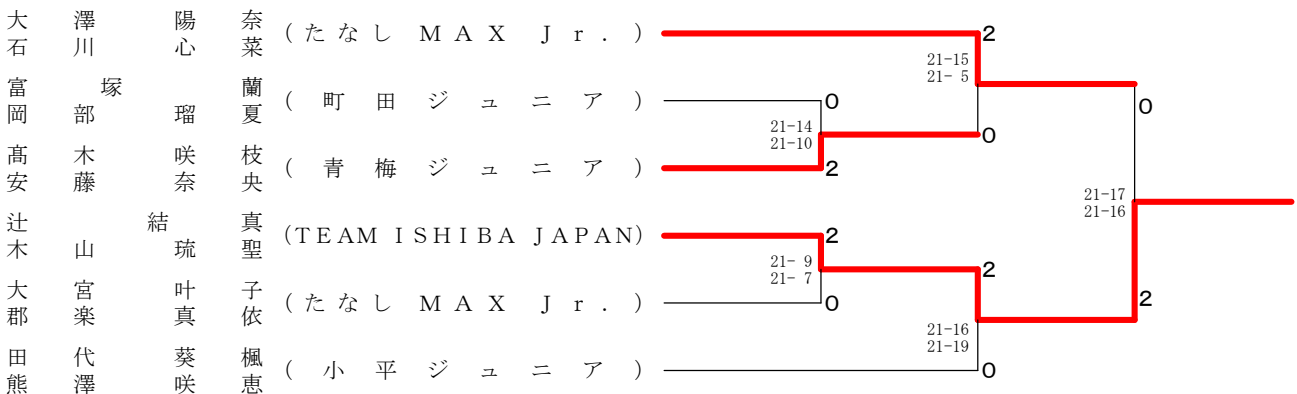 大澤陽奈
石川心菜
(たなし MAX Jr.)
2
21-15
21- 5
富塚蘭
岡部瑠夏
(町田ジュニア)
0
0
21-14
21-10
0
髙木咲枝
安藤奈央
(青梅ジュニア)
2
21-17
21-16
辻結真
木山琉聖
(TEAM ISHIBA JAPAN)
2
21- 9
21- 7
2
大宮叶子
郡楽真依
(たなし MAX Jr.)
0
2
21-16
21-19
田代葵楓
熊澤咲恵
(小平ジュニア)
0